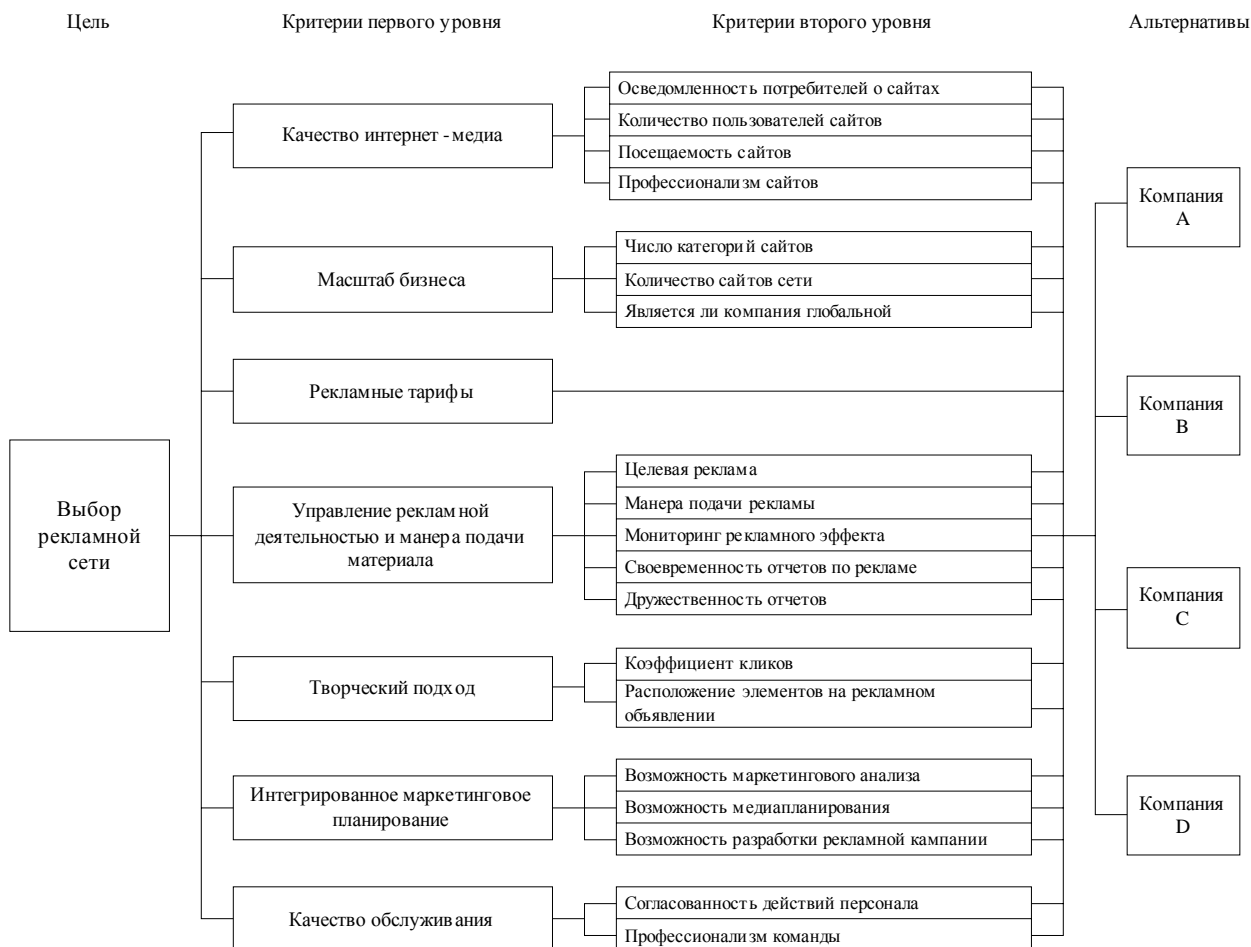 Цель
Критерии первого уровня
Критерии второго уровня
Альтернативы
Качество интернет - медиа
Осведомленность потребителей о сайтах
Количество пользователей сайтов
Посещаемость сайтов
Профессионализм сайтов
Масштаб бизнеса
Число категорий сайтов
Количество сайтов сети
Является ли компания глобальной
Рекламные тарифы
Выбор
рекламной
сети
Управление рекламной
деятельностью и манера подачи
материала
Целевая реклама
Манера подачи рекламы
Мониторинг рекламного эффекта
Своевременность отчетов по рекламе
Дружественность отчетов
Творческий подход
Коэффициент кликов
Расположение элементов на рекламном
объявлении
Интегрированное маркетинговое
планирование
Возможность маркетингового анализа
Возможность медиапланирования
Возможность разработки рекламной кампании
Качество обслуживания
Согласованность действий персонала
Профессионализм команды
Компания
A
Компания
B
Компания
C
Компания
D